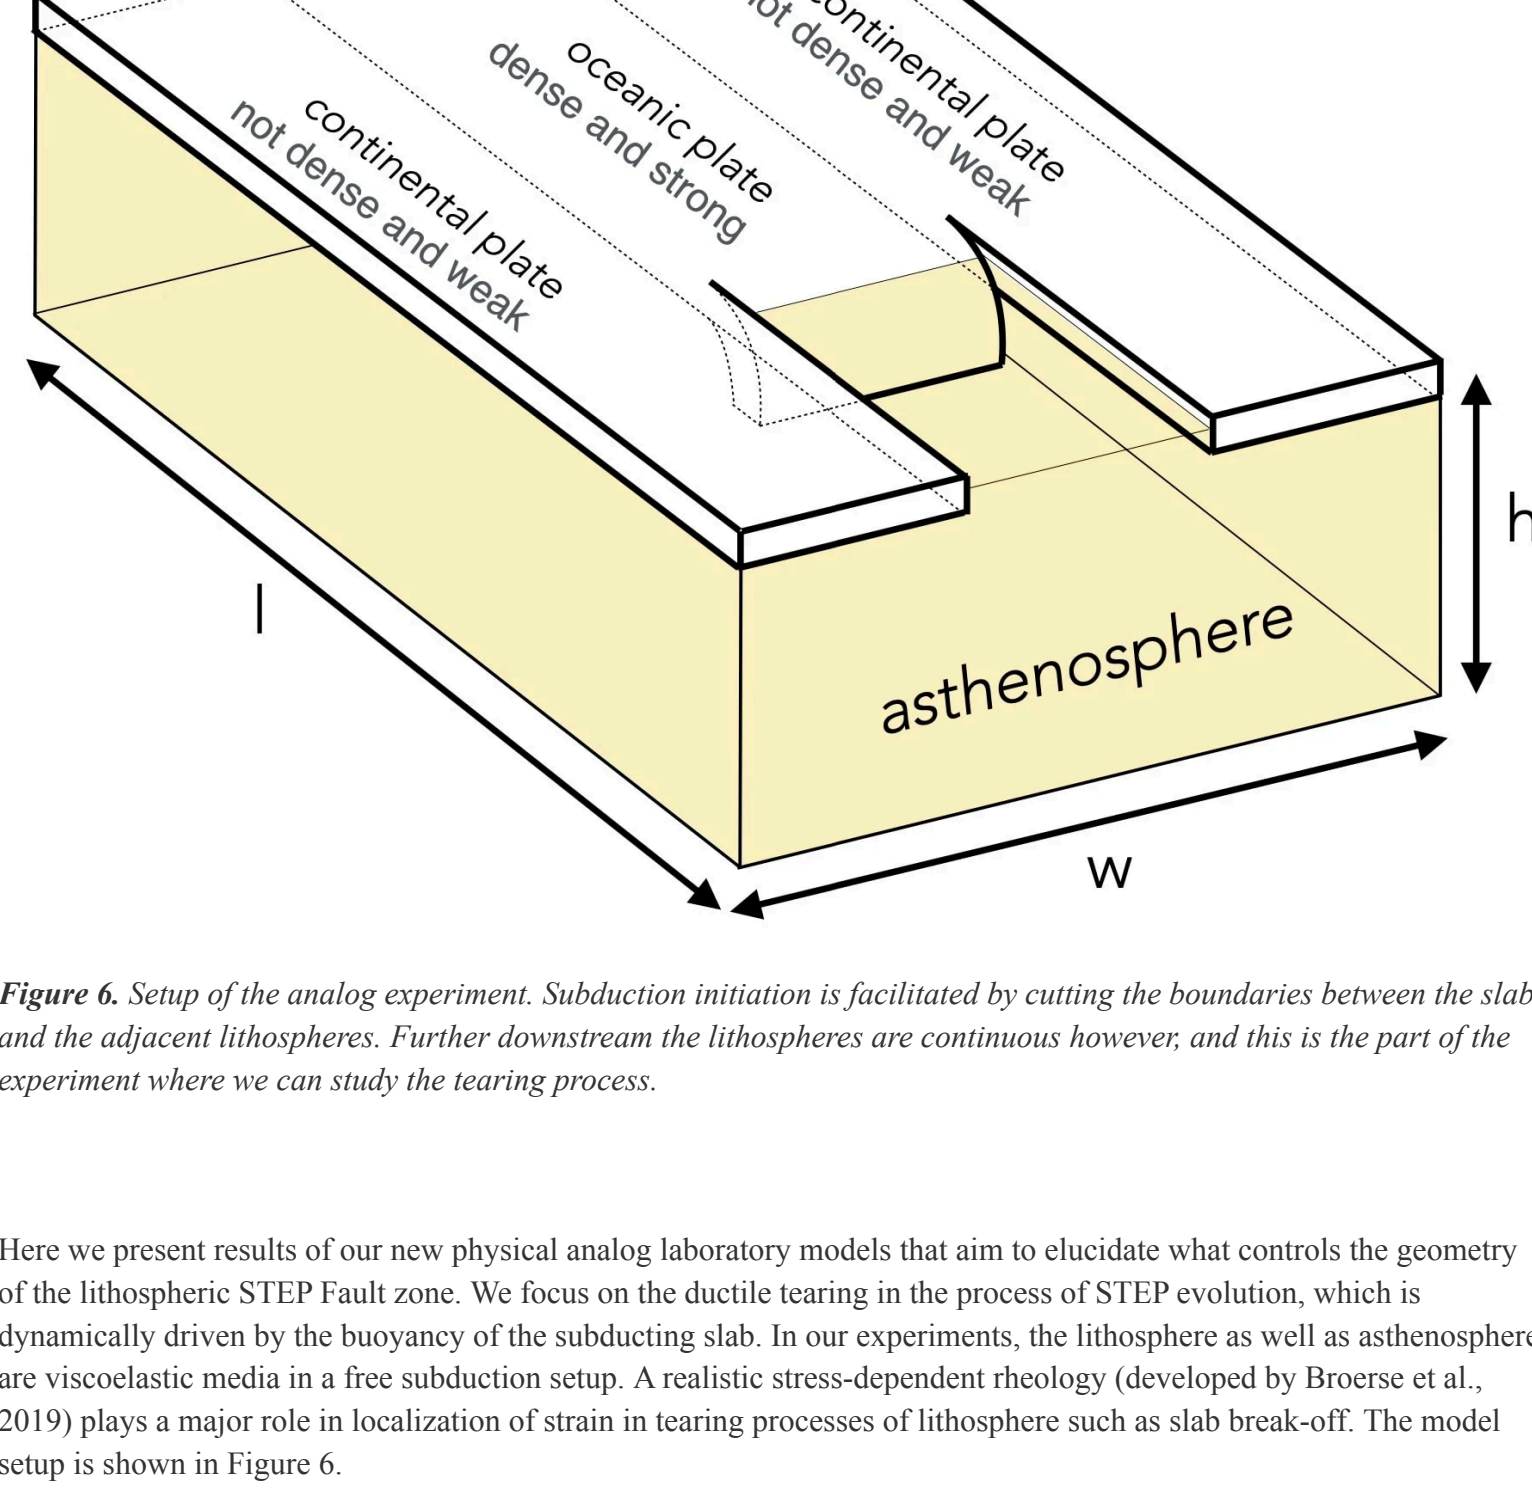 continental plate
not dense and weak
oceanic plate
dense and strong
continental plate
not dense and weak
h
l
asthenosphere
w
Figure 6. Setup of the analog experiment. Subduction initiation is facilitated by cutting the boundaries between the slab
and the adjacent lithospheres. Further downstream the lithospheres are continuous however, and this is the part of the
experiment where we can study the tearing process.
Here we present results of our new physical analog laboratory models that aim to elucidate what controls the geometry
of the lithospheric STEP Fault zone. We focus on the ductile tearing in the process of STEP evolution, which is
dynamically driven by the buoyancy of the subducting slab. In our experiments, the lithosphere as well as asthenosphere
are viscoelastic media in a free subduction setup. A realistic stress-dependent rheology (developed by Broerse et al.,
2019) plays a major role in localization of strain in tearing processes of lithosphere such as slab break-off. The model
setup is shown in Figure 6.